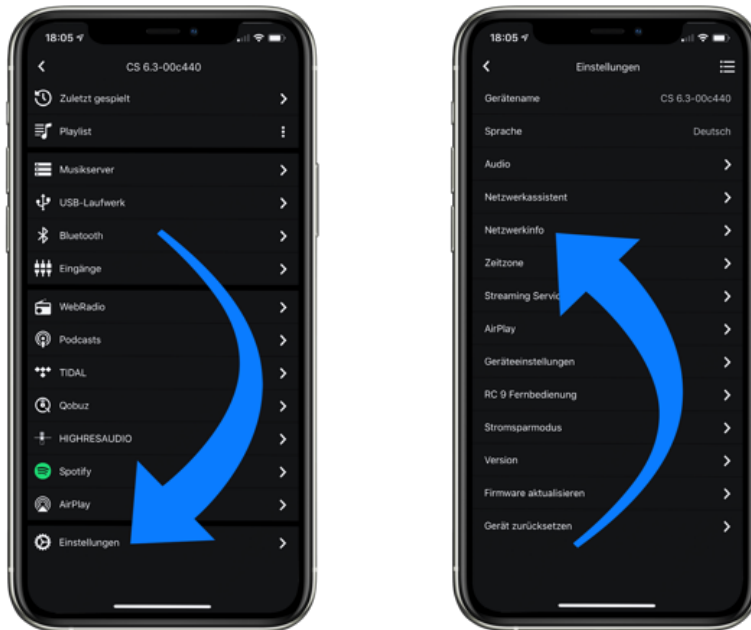 18:05
CS 6.3-00c440
Zuletzt gespielt
Playlist
Musikserver
USB-Laufwerk
Bluetooth
Eingänge
WebRadio
Podcasts
TIDAL
Qobuz
HIGHRESAUDIO
Spotify
AirPlay
Einstellungen
18:05
Einstellungen
Gerätename CS 6.3-00c440
Sprache Deutsch
Audio
Netzwerkassistent
Netzwerkinfo
Zeitzone
Streaming
AirPlay
Geräteeinstellungen
RC 9 Fernbedienung
Stromsparmodus
Version
Firmware aktualisieren
Gerät zurücksetzen